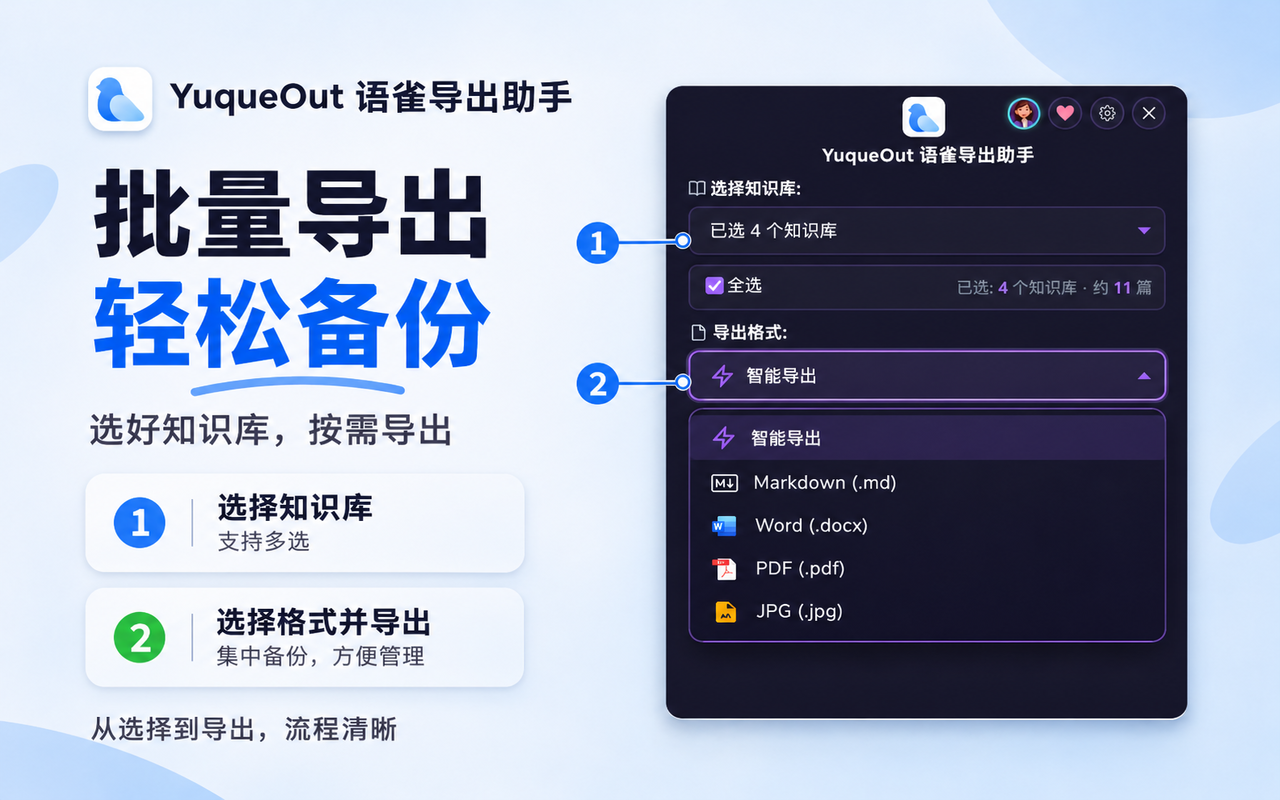 YuqueOut 语雀导出助手
批量导出
轻松备份
选好知识库，按需导出
1
选择知识库
支持多选
2
选择格式并导出
集中备份，方便管理
从选择到导出，流程清晰
YuqueOut 语雀导出助手
选择知识库:
1
已选 4 个知识库
全选
已选: 4 个知识库 · 约 11 篇
导出格式:
2
智能导出
智能导出
M↓ Markdown (.md)
W Word (.docx)
PDF (.pdf)
JPG (.jpg)